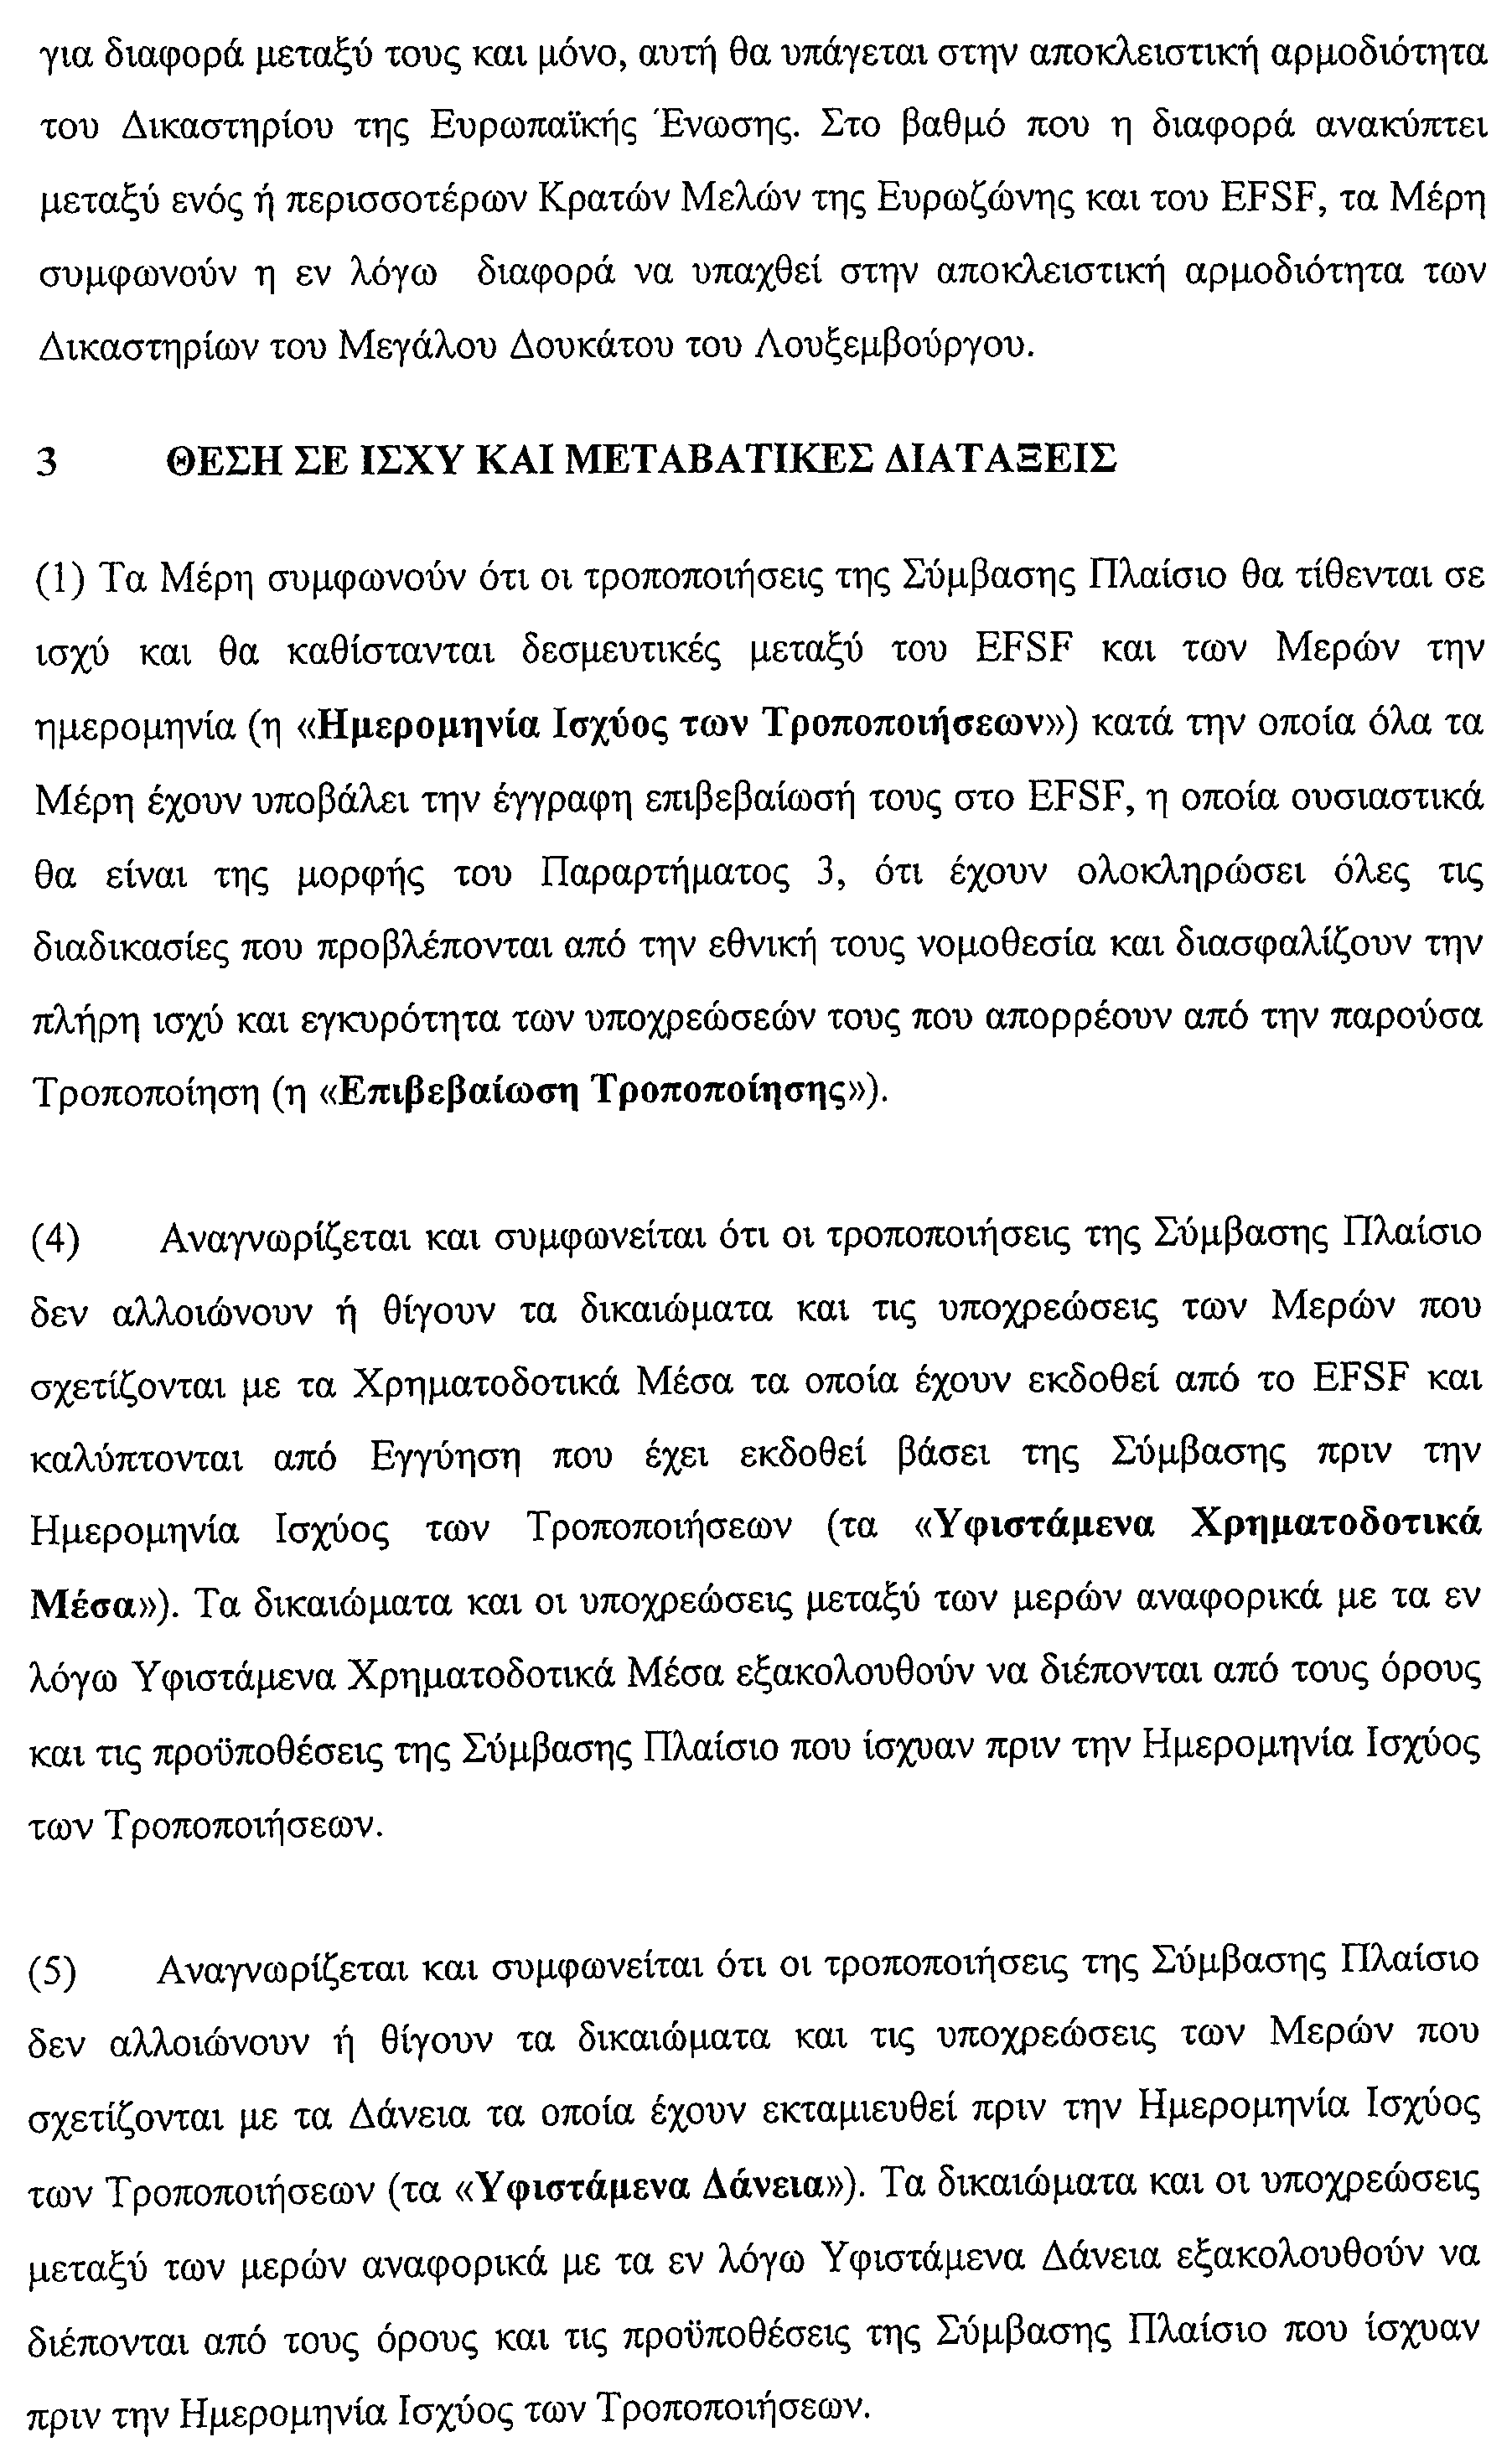 για διαφορά μεταξύ τους και μόνο, αυτή θα υπάγεται στην αποκλειστική αρμοδιότητα
του Δικαστηρίου της Ευρωπαϊκής Ένωσης. Στο βαθμό που η διαφορά ανακύπτει
μεταξύ ενός ή περισσοτέρων Κρατών Μελών της Ευρωζώνης και του EFSF, τα Μέρη
συμφωνούν η εν λόγω διαφορά να υπαχθεί στην αποκλειστική αρμοδιότητα των
Δικαστηρίων του Μεγάλου Δουκάτου του Λουξεμβούργου.
3 ΘΕΣΗ ΣΕ ΙΣΧΥ ΚΑΙ ΜΕΤΑΒΑΤΙΚΕΣ ΔΙΑΤΑΞΕΙΣ
(1) Τα Μέρη συμφωνούν ότι οι τροποποιήσεις της Σύμβασης Πλαίσιο θα τίθενται σε
ισχύ και θα καθίστανται δεσμευτικές μεταξύ του EFSF και των Μερών την
ημερομηνία (η «Ημερομηνία Ισχύος των Τροποποιήσεων») κατά την οποία όλα τα
Μέρη έχουν υποβάλει την έγγραφη επιβεβαίωσή τους στο EFSF, η οποία ουσιαστικά
θα είναι της μορφής του Παραρτήματος 3, ότι έχουν ολοκληρώσει όλες τις
διαδικασίες που προβλέπονται από την εθνική τους νομοθεσία και διασφαλίζουν την
πλήρη ισχύ και εγκυρότητα των υποχρεώσεών τους που απορρέουν από την παρούσα
Τροποποίηση (η «Επιβεβαίωση Τροποποίησης»).
(4) Αναγνωρίζεται και συμφωνείται ότι οι τροποποιήσεις της Σύμβασης Πλαίσιο
δεν αλλοιώνουν ή θίγουν τα δικαιώματα και τις υποχρεώσεις των Μερών που
σχετίζονται με τα Χρηματοδοτικά Μέσα τα οποία έχουν εκδοθεί από το EFSF και
καλύπτονται από Εγγύηση που έχει εκδοθεί βάσει της Σύμβασης πριν την
Ημερομηνία Ισχύος των Τροποποιήσεων (τα «Υφιστάμενα Χρηματοδοτικά
Μέσα»). Τα δικαιώματα και οι υποχρεώσεις μεταξύ των μερών αναφορικά με τα εν
λόγω Υφιστάμενα Χρηματοδοτικά Μέσα εξακολουθούν να διέπονται από τους όρους
και τις προϋποθέσεις της Σύμβασης Πλαίσιο που ίσχυαν πριν την Ημερομηνία Ισχύος
των Τροποποιήσεων.
(5) Αναγνωρίζεται και συμφωνείται ότι οι τροποποιήσεις της Σύμβασης Πλαίσιο
δεν αλλοιώνουν ή θίγουν τα δικαιώματα και τις υποχρεώσεις των Μερών που
σχετίζονται με τα Δάνεια τα οποία έχουν εκταμιευθεί πριν την Ημερομηνία Ισχύος
των Τροποποιήσεων (τα «Υφιστάμενα Δάνεια»). Τα δικαιώματα και οι υποχρεώσεις
μεταξύ των μερών αναφορικά με τα εν λόγω Υφιστάμενα Δάνεια εξακολουθούν να
διέπονται από τους όρους και τις προϋποθέσεις της Σύμβασης Πλαίσιο που ίσχυαν
πριν την Ημερομηνία Ισχύος των Τροποποιήσεων.